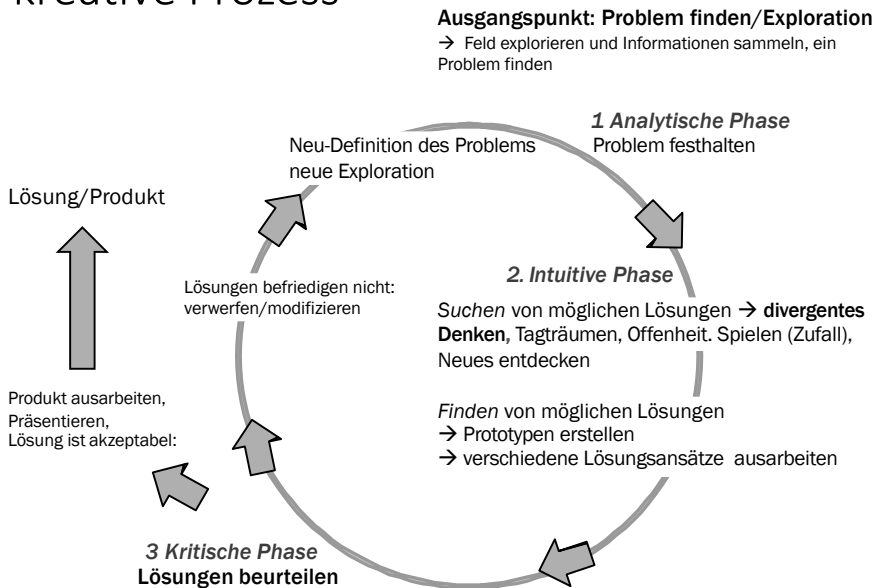 kreative Prozess
Ausgangspunkt: Problem finden/Exploration
→ Feld explorieren und Informationen sammeln, ein
Problem finden
1 Analytische Phase
Problem festhalten
Neu-Definition des Problems
neue Exploration
Lösung/Produkt
2. Intuitive Phase
Lösungen befriedigen nicht:
verwerfen/modifizieren
Suchen von möglichen Lösungen → divergentes
Denken, Tagträumen, Offenheit. Spielen (Zufall),
Neues entdecken
Produkt ausarbeiten,
Präsentieren,
Lösung ist akzeptabel:
Finden von möglichen Lösungen
→ Prototypen erstellen
→ verschiedene Lösungsansätze ausarbeiten
3 Kritische Phase
Lösungen beurteilen